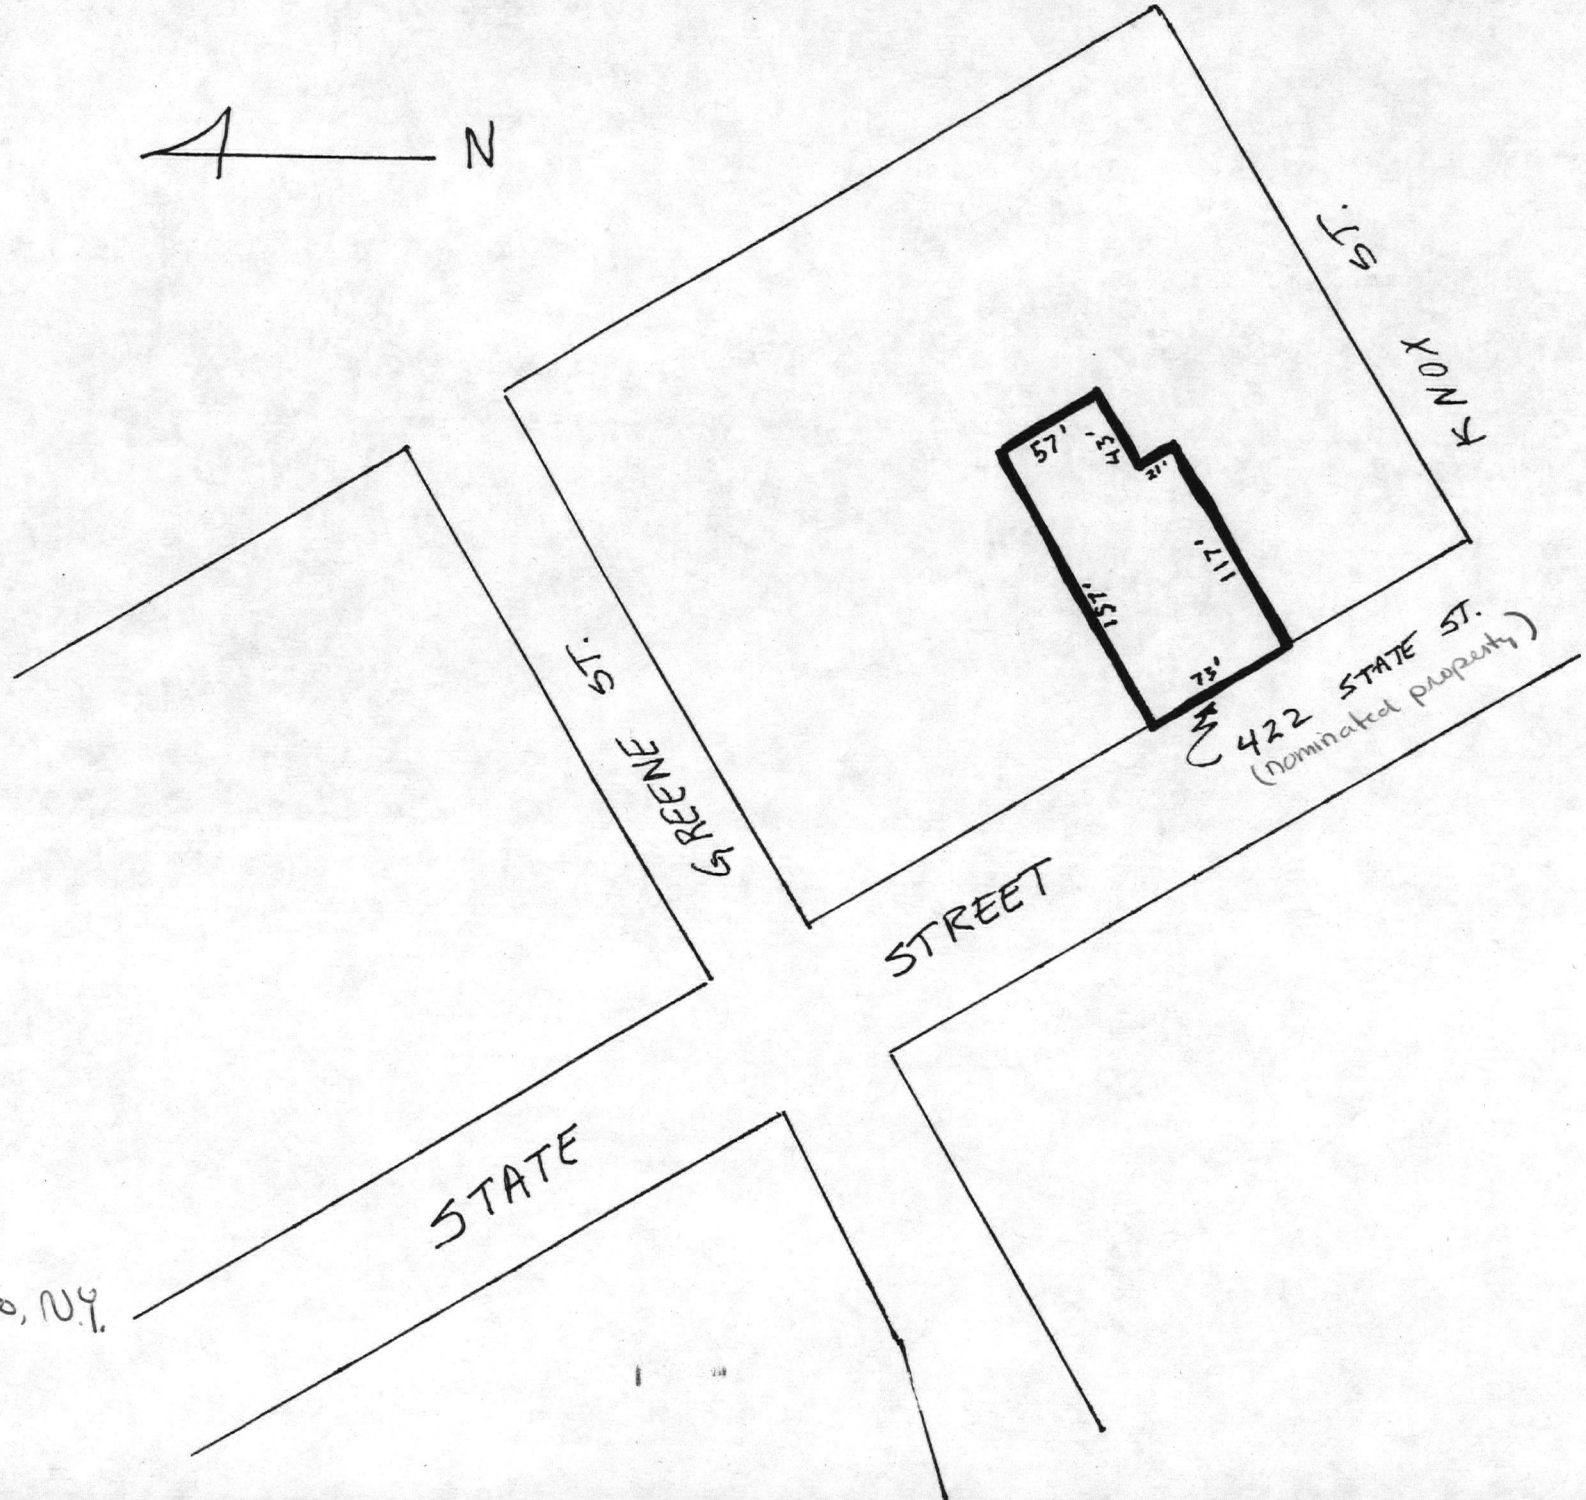 N
KNOX ST.
57'
43'
21'
117'
157'
73'
422 STATE ST.
(nominated property)
GREENE ST.
STATE STREET
N.Y.